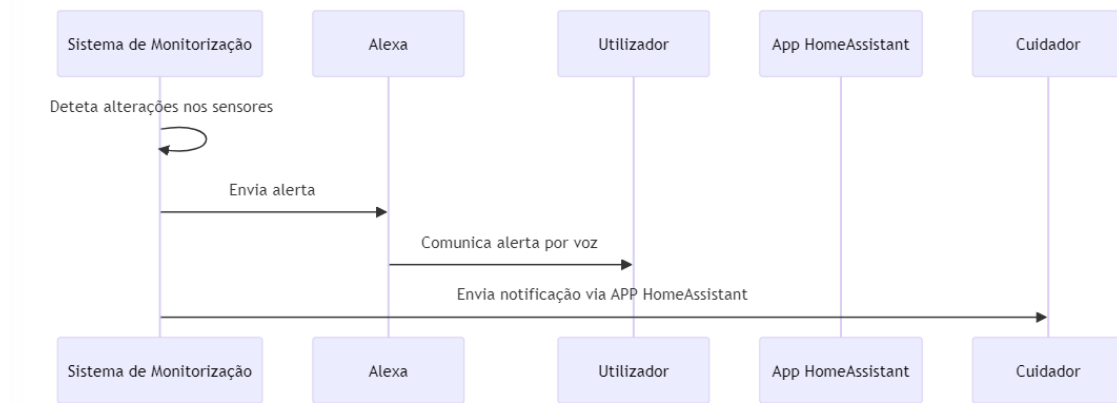 Sistema de Monitorização
Alexa
Utilizador
App HomeAssistant
Cuidador
Deteta alterações nos sensores
Envia alerta
Comunica alerta por voz
Envia notificação via APP HomeAssistant
Sistema de Monitorização
Alexa
Utilizador
App HomeAssistant
Cuidador